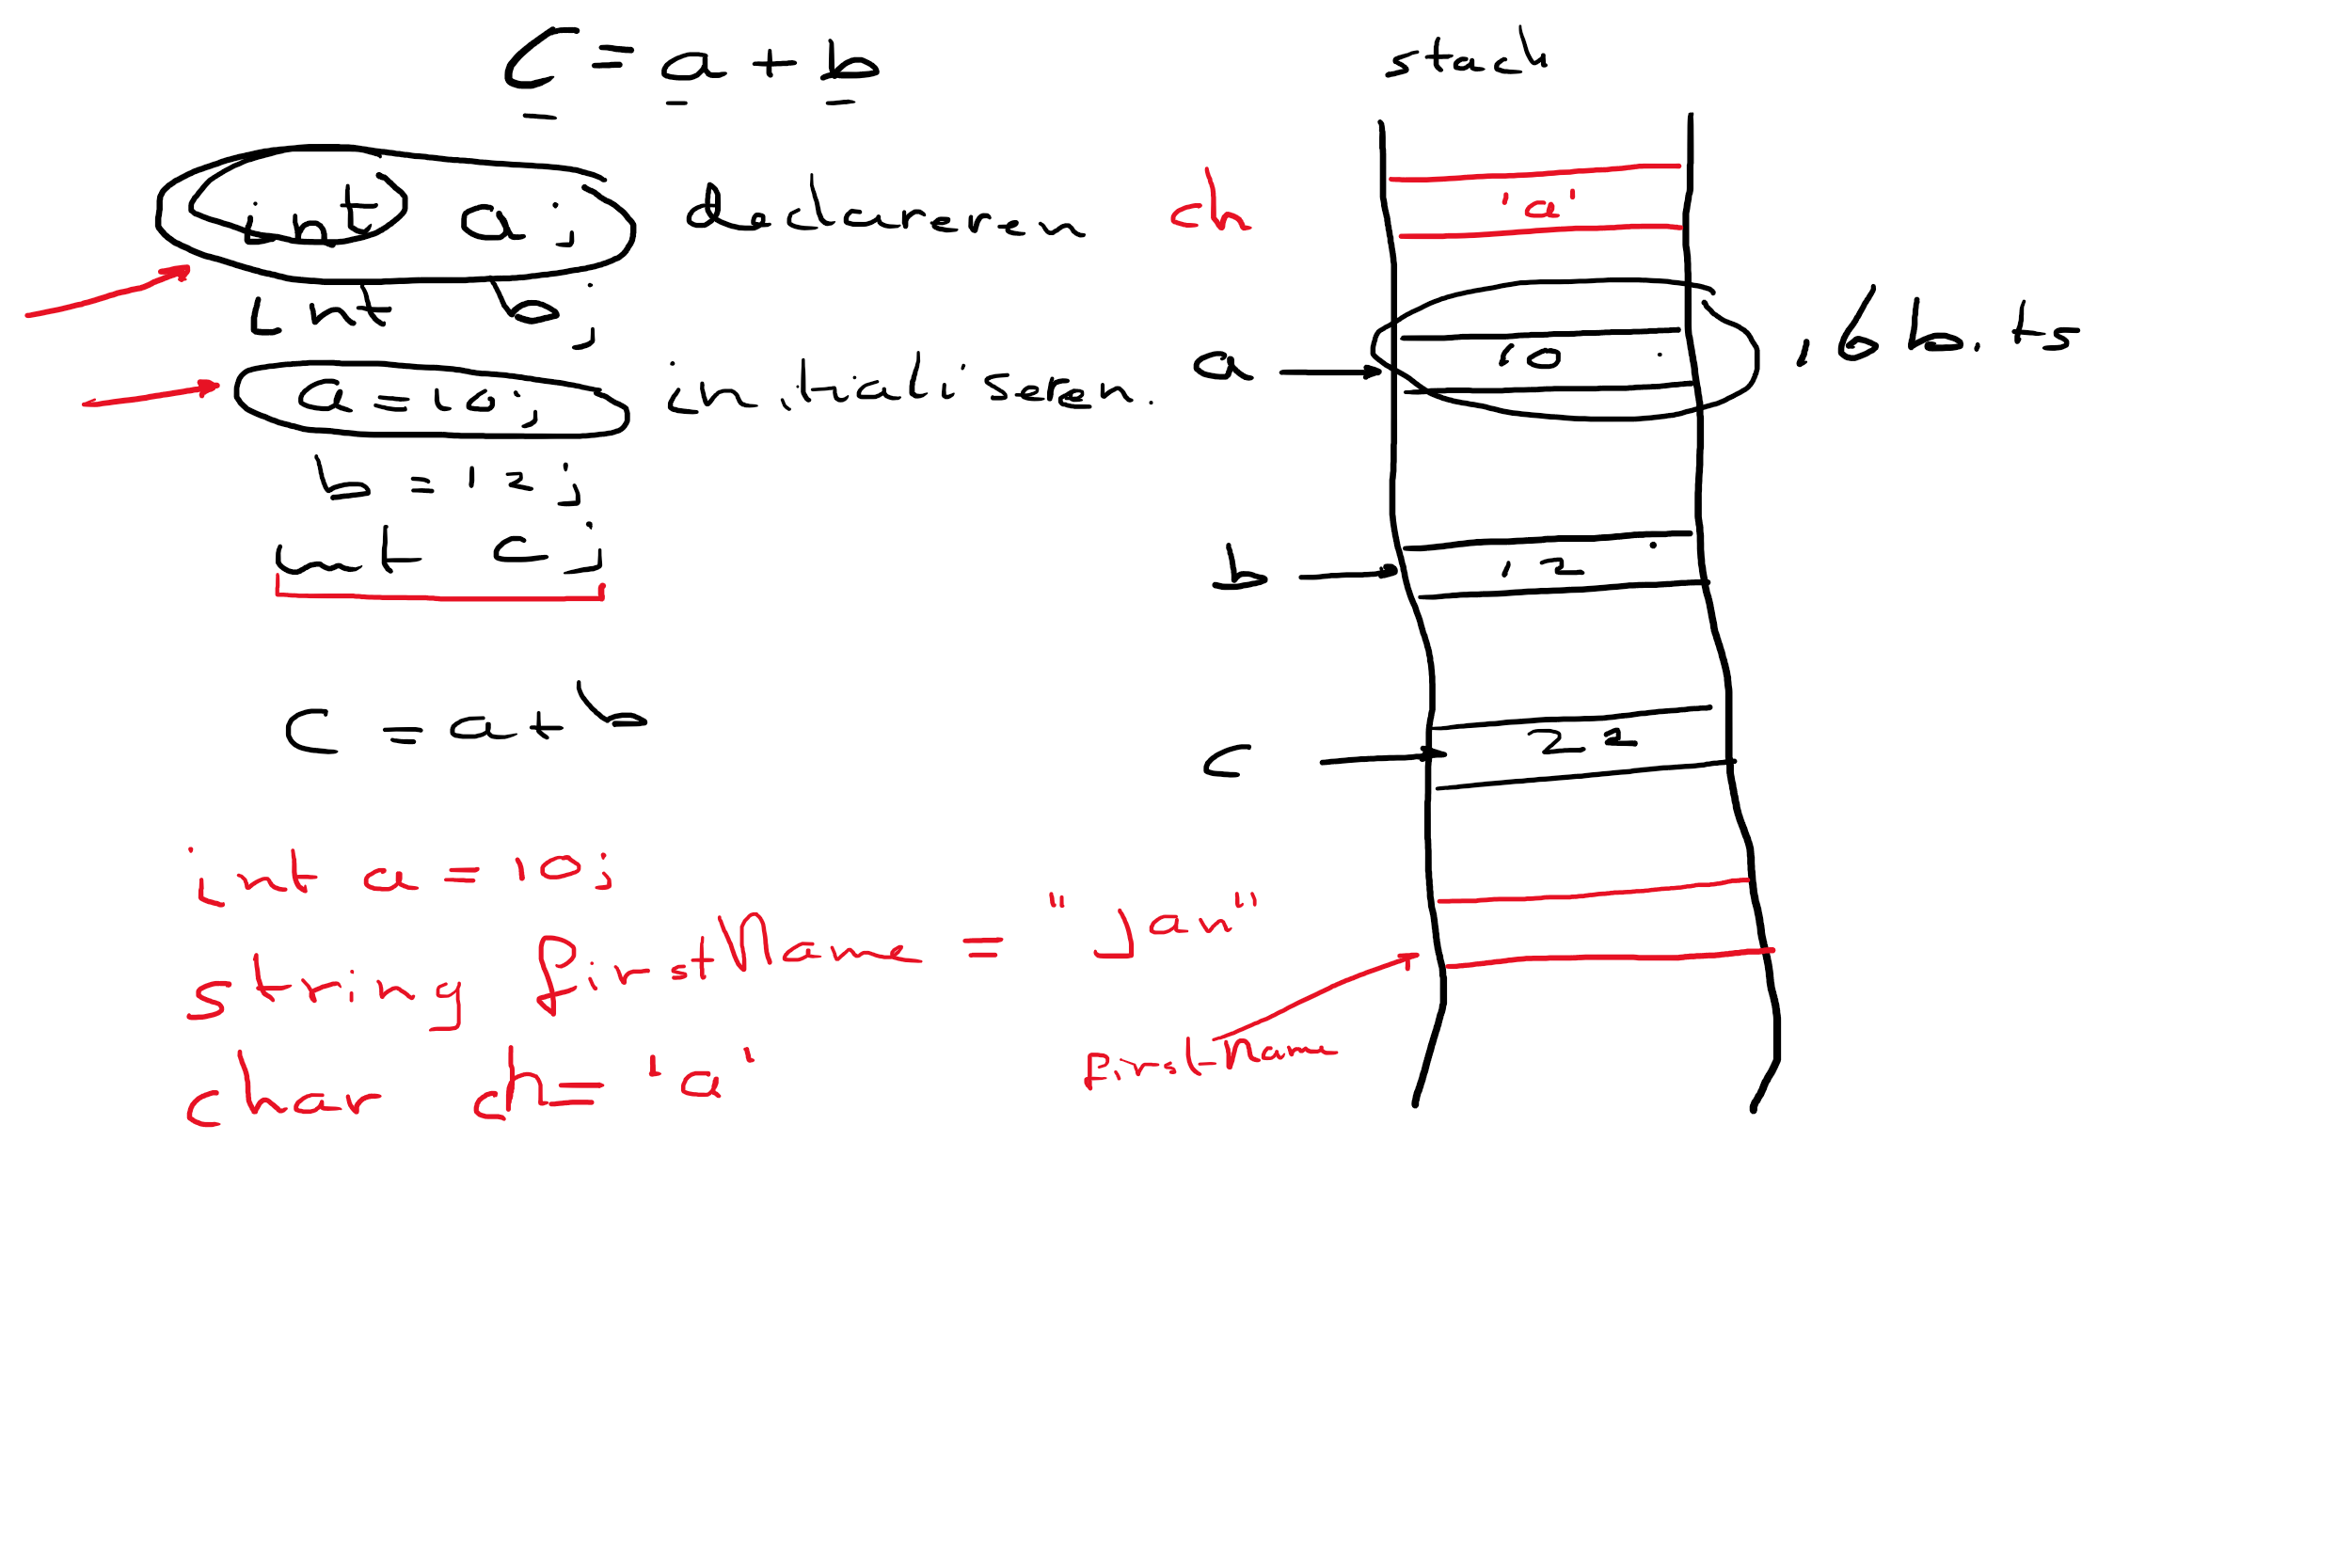 C = a + b
stack
int a;
declareren
ch
'a'
int b;
a = 10;
initialiseren.
a
10
16 bits
b = 12;
int c;
b
12
c = a + b
c
22
int a = 10;
string firstName = "Jan"
char ch = 'a'
FirstName